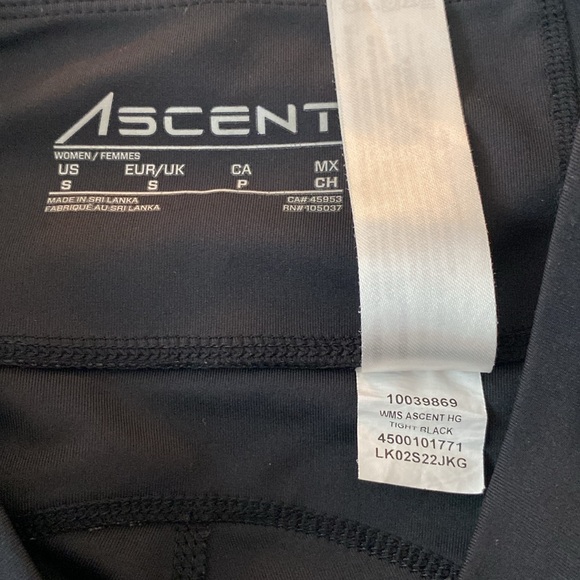 ASCENT
WOMEN / FEMMES
US EUR/UK CA MX
S S P CH
MADE IN SRI LANKA CA# 45953
FABRIQUÉ AU SRI LANKA RN# 105037
10039869
WMS ASCENT HG
TIGHT BLACK
4500101771
LK02S22JKG